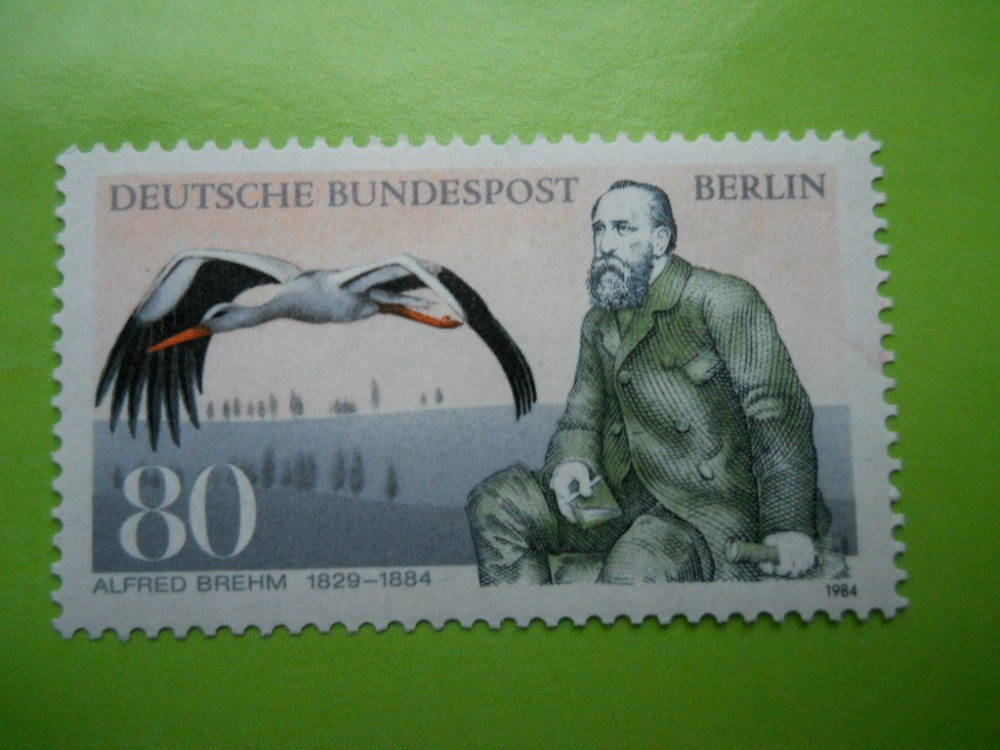 DEUTSCHE BUNDESPOST BERLIN
80
ALFRED BREHM 1829–1884
1984